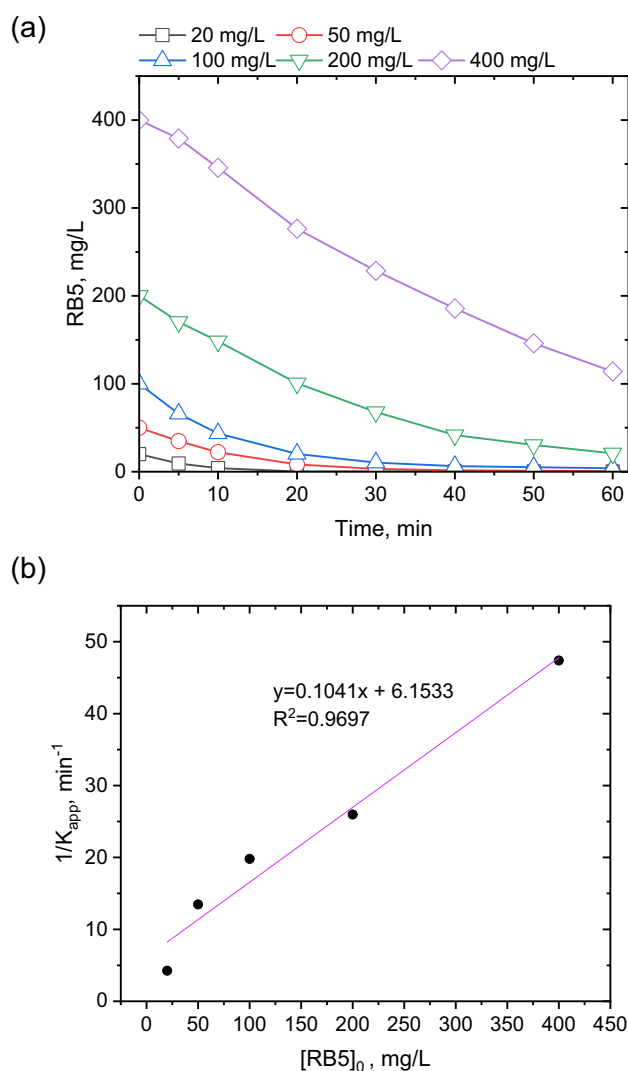 (a)
20 mg/L 50 mg/L
100 mg/L 200 mg/L 400 mg/L
400
300
200
100
0
RB5, mg/L
0 10 20 30 40 50 60
Time, min
(b)
50
40
30
20
10
0
1/K_app, min⁻¹
y=0.1041x + 6.1533
R²=0.9697
0 50 100 150 200 250 300 350 400 450
[RB5]₀ , mg/L